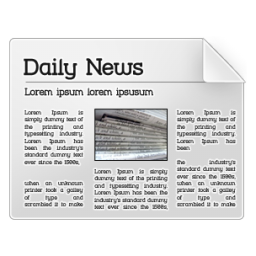 Daily News
Lorem ipsum lorem ipsusum
Lorem Ipsum is
simply dummy text of
the printing and
typesetting industry.
Lorem Ipsum has
been the industry's
standard dummy text
ever since the 1500s,
when an unknown
printer took a galley
of type and
scrambled it to make
Lorem Ipsum is simply
dummy text of the printing
and typesetting industry.
Lorem Ipsum has been the
industry's standard dummy
text ever since the 1500s,
Lorem Ipsum is
simply dummy text of
the printing and
typesetting industry.
Lorem Ipsum has
been
the industry's
standard dummy text
ever since the 1500s,
when an unknown
printer took a galley
of type and
scrambled it to make